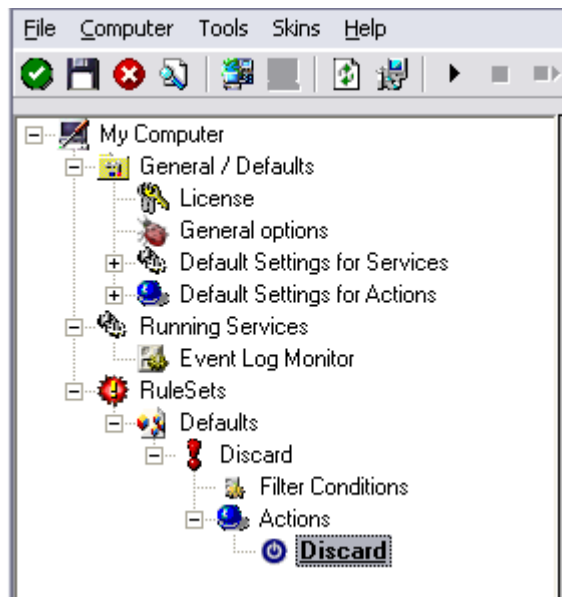 File Computer Tools Skins Help
My Computer
General / Defaults
License
General options
Default Settings for Services
Default Settings for Actions
Running Services
Event Log Monitor
RuleSets
Defaults
Discard
Filter Conditions
Actions
Discard